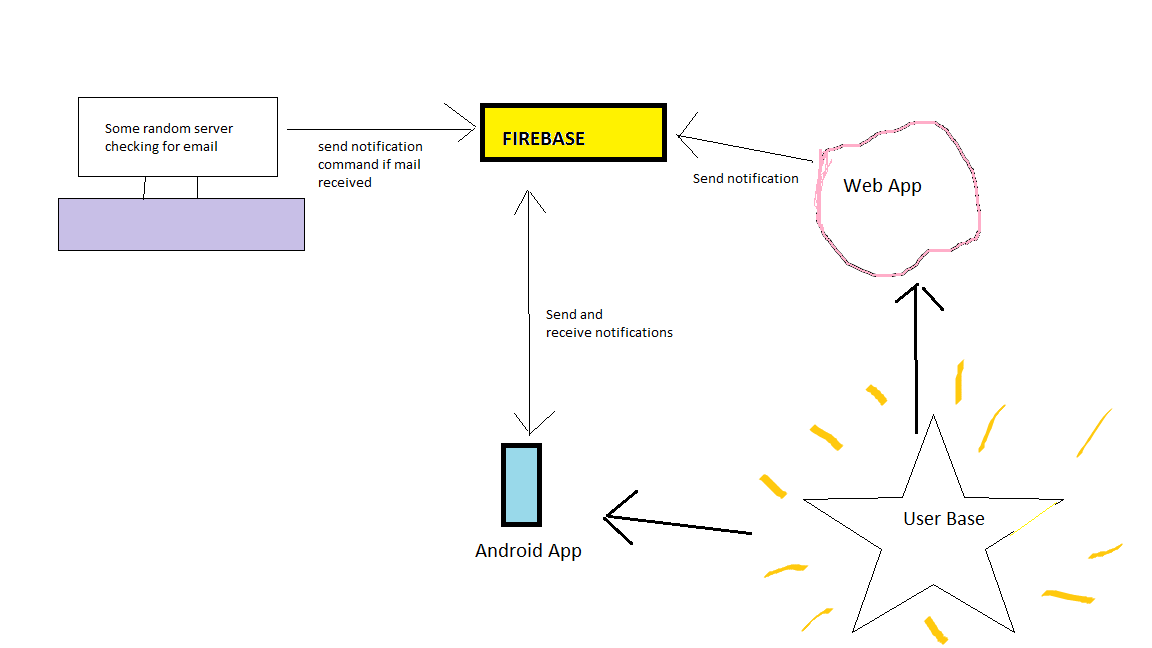 Some random server
checking for email
send notification
command if mail
received
FIREBASE
Send notification
Web App
Send and
receive notifications
Android App
User Base